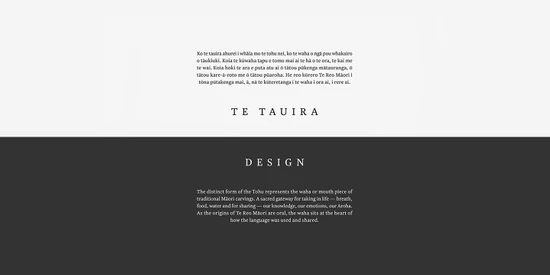 Ko te tauira ahurei i whāia mo te tohu nei, ko te waha o ngā pou whakairo
o tāukiuki. Koia te kūwaha tapu e tomo mai ai te hā o te ora, te kai me
te wai. Koia hoki te ara e puta atu ai ō tātou pūkenga mātauranga, ō
tātou kare-ā-roto me ō tātou pūaroha. He reo kōrero Te Reo Māori i
tōna pūtakenga mai, ā, nā te kōreretanga i te waha i ora ai, i rere ai.
TE TAUIRA
DESIGN
The distinct form of the Tohu represents the waha or mouth piece of
traditional Māori carvings. A sacred gateway for taking in life — breath,
food, water and for sharing — our knowledge, our emotions, our Aroha.
As the origins of Te Reo Māori are oral, the waha sits at the heart of
how the language was used and shared.